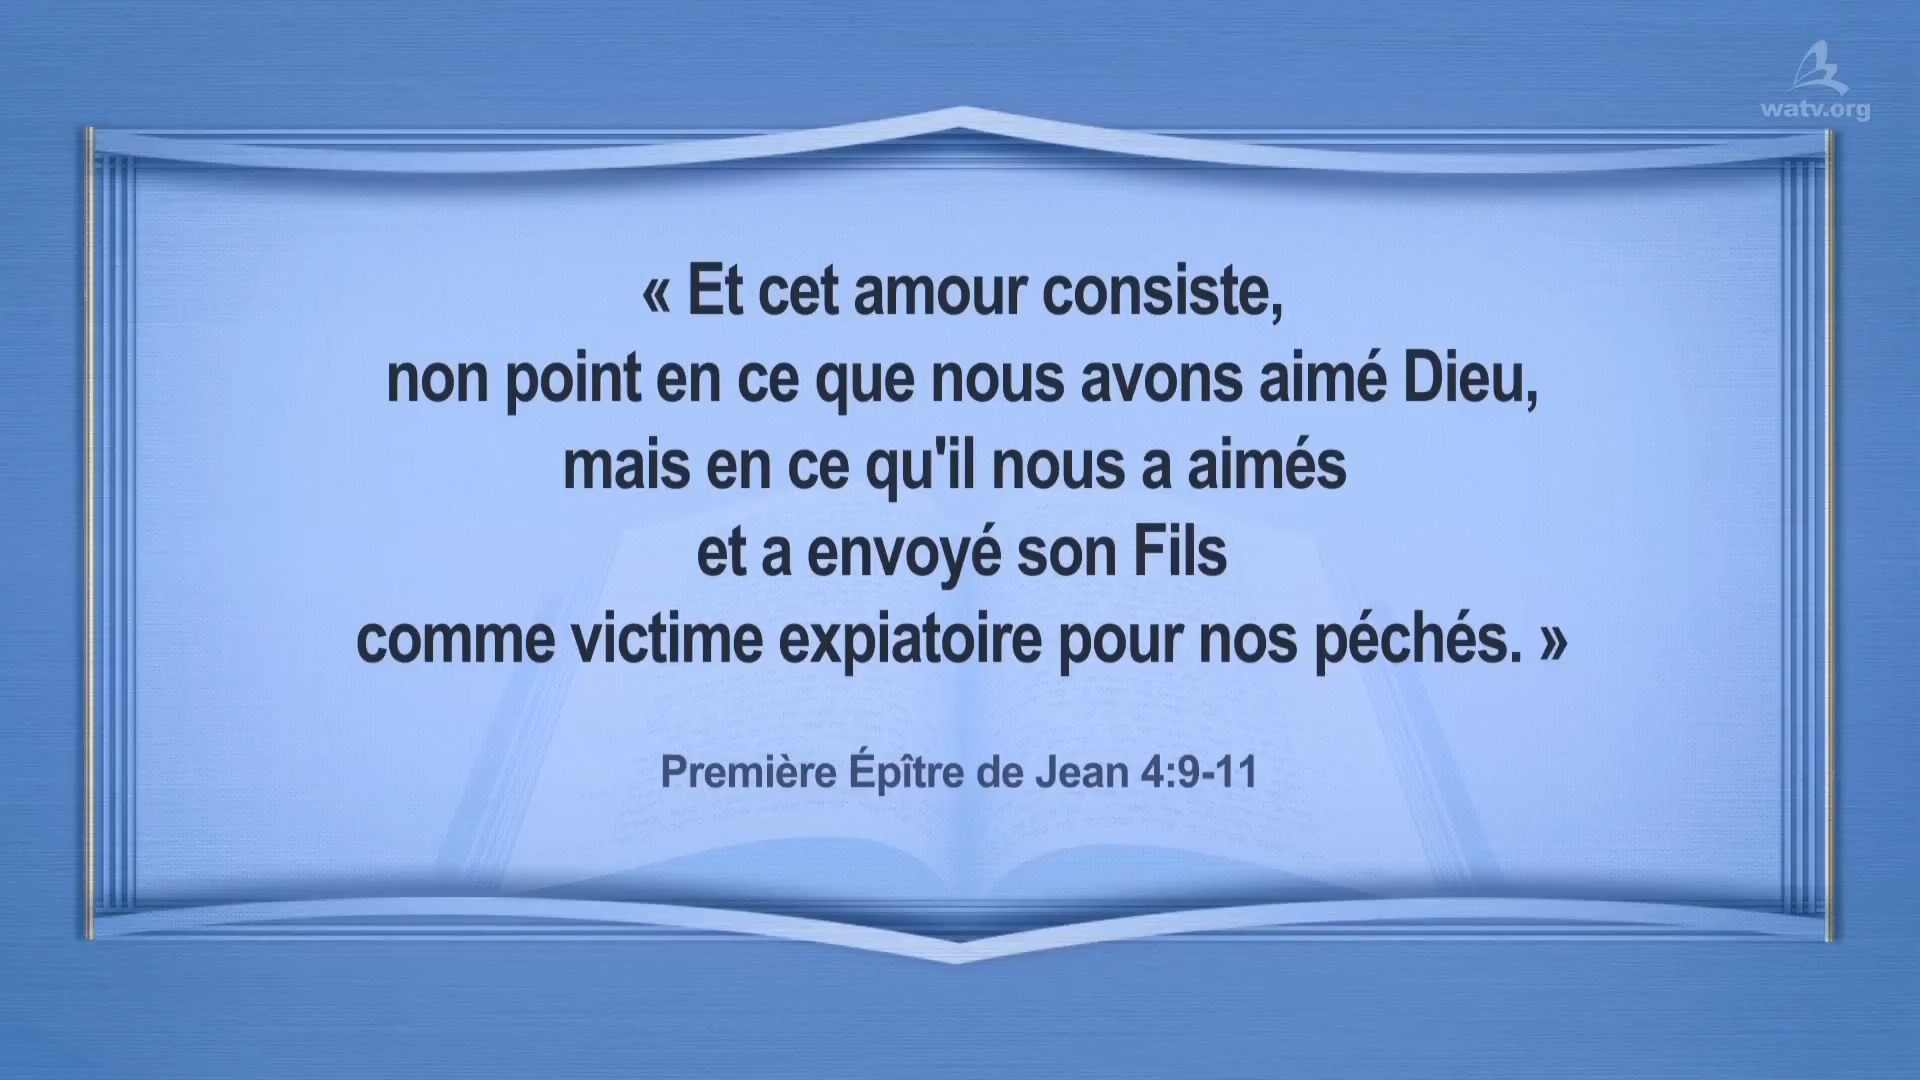 watv.org
« Et cet amour consiste,
non point en ce que nous avons aimé Dieu,
mais en ce qu'il nous a aimés
et a envoyé son Fils
comme victime expiatoire pour nos péchés. »
Première Épître de Jean 4:9-11